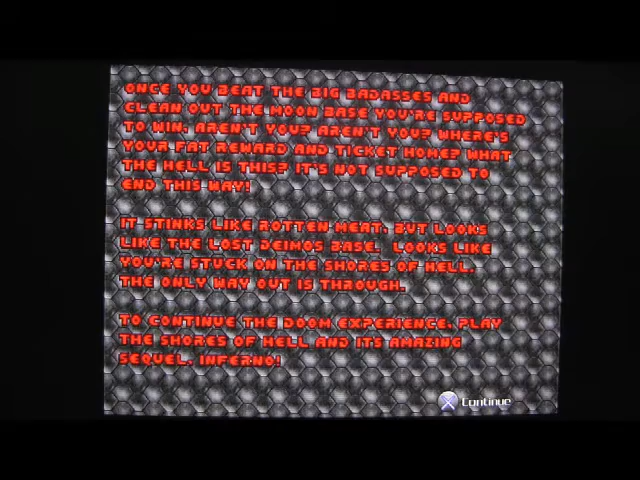 ONCE YOU BEAT THE BIG BADASSES AND
CLEAN OUT THE MOON BASE YOU'RE SUPPOSED
TO WIN, AREN'T YOU? AREN'T YOU? WHERE'S
YOUR FAT REWARD AND TICKET HOME? WHAT
THE HELL IS THIS? IT'S NOT SUPPOSED TO
END THIS WAY!
IT STINKS LIKE ROTTEN MEAT, BUT LOOKS
LIKE THE LOST DEIMOS BASE. LOOKS LIKE
YOU'RE STUCK ON THE SHORES OF HELL.
THE ONLY WAY OUT IS THROUGH.
TO CONTINUE THE DOOM EXPERIENCE, PLAY
THE SHORES OF HELL AND ITS AMAZING
SEQUEL, INFERNO!
Continue